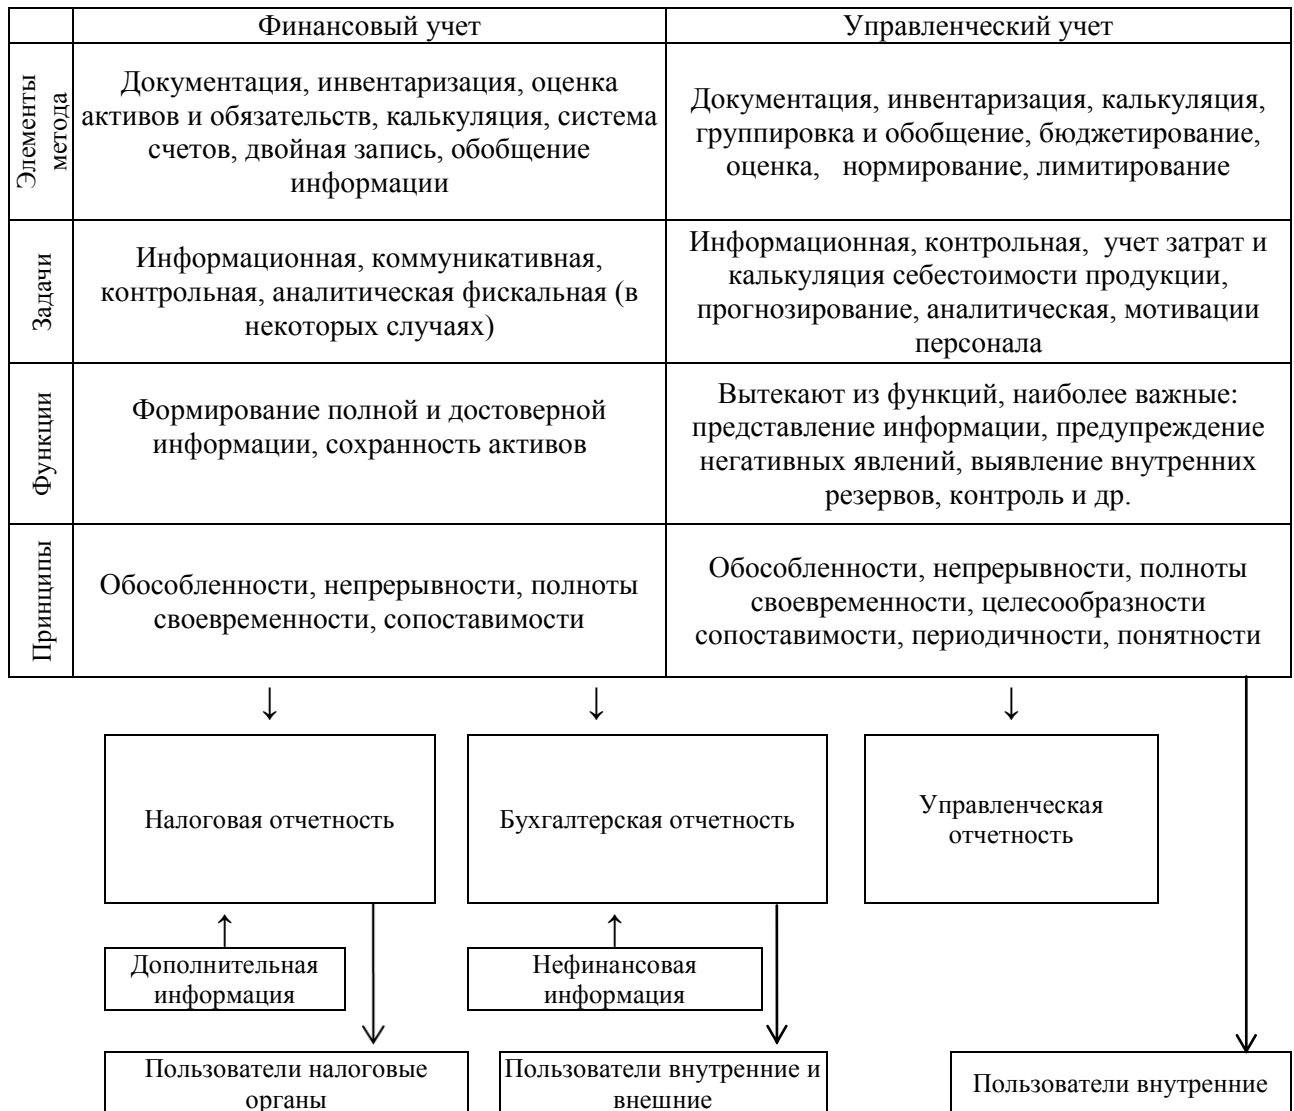 Финансовый учет
Управленческий учет
Элементы
метода
Документация, инвентаризация, оценка
активов и обязательств, калькуляция, система
счетов, двойная запись, обобщение
информации
Документация, инвентаризация, калькуляция,
группировка и обобщение, бюджетирование,
оценка, нормирование, лимитирование
Задачи
Информационная, коммуникативная,
контрольная, аналитическая фискальная (в
некоторых случаях)
Информационная, контрольная, учет затрат и
калькуляция себестоимости продукции,
прогнозирование, аналитическая, мотивации
персонала
Функции
Формирование полной и достоверной
информации, сохранность активов
Вытекают из функций, наиболее важные:
представление информации, предупреждение
негативных явлений, выявление внутренних
резервов, контроль и др.
Принципы
Обособленности, непрерывности, полноты
своевременности, сопоставимости
Обособленности, непрерывности, полноты
своевременности, целесообразности
сопоставимости, периодичности, понятности
Налоговая отчетность
Бухгалтерская отчетность
Управленческая
отчетность
Дополнительная
информация
Нефинансовая
информация
Пользователи налоговые
органы
Пользователи внутренние и
внешние
Пользователи внутренние